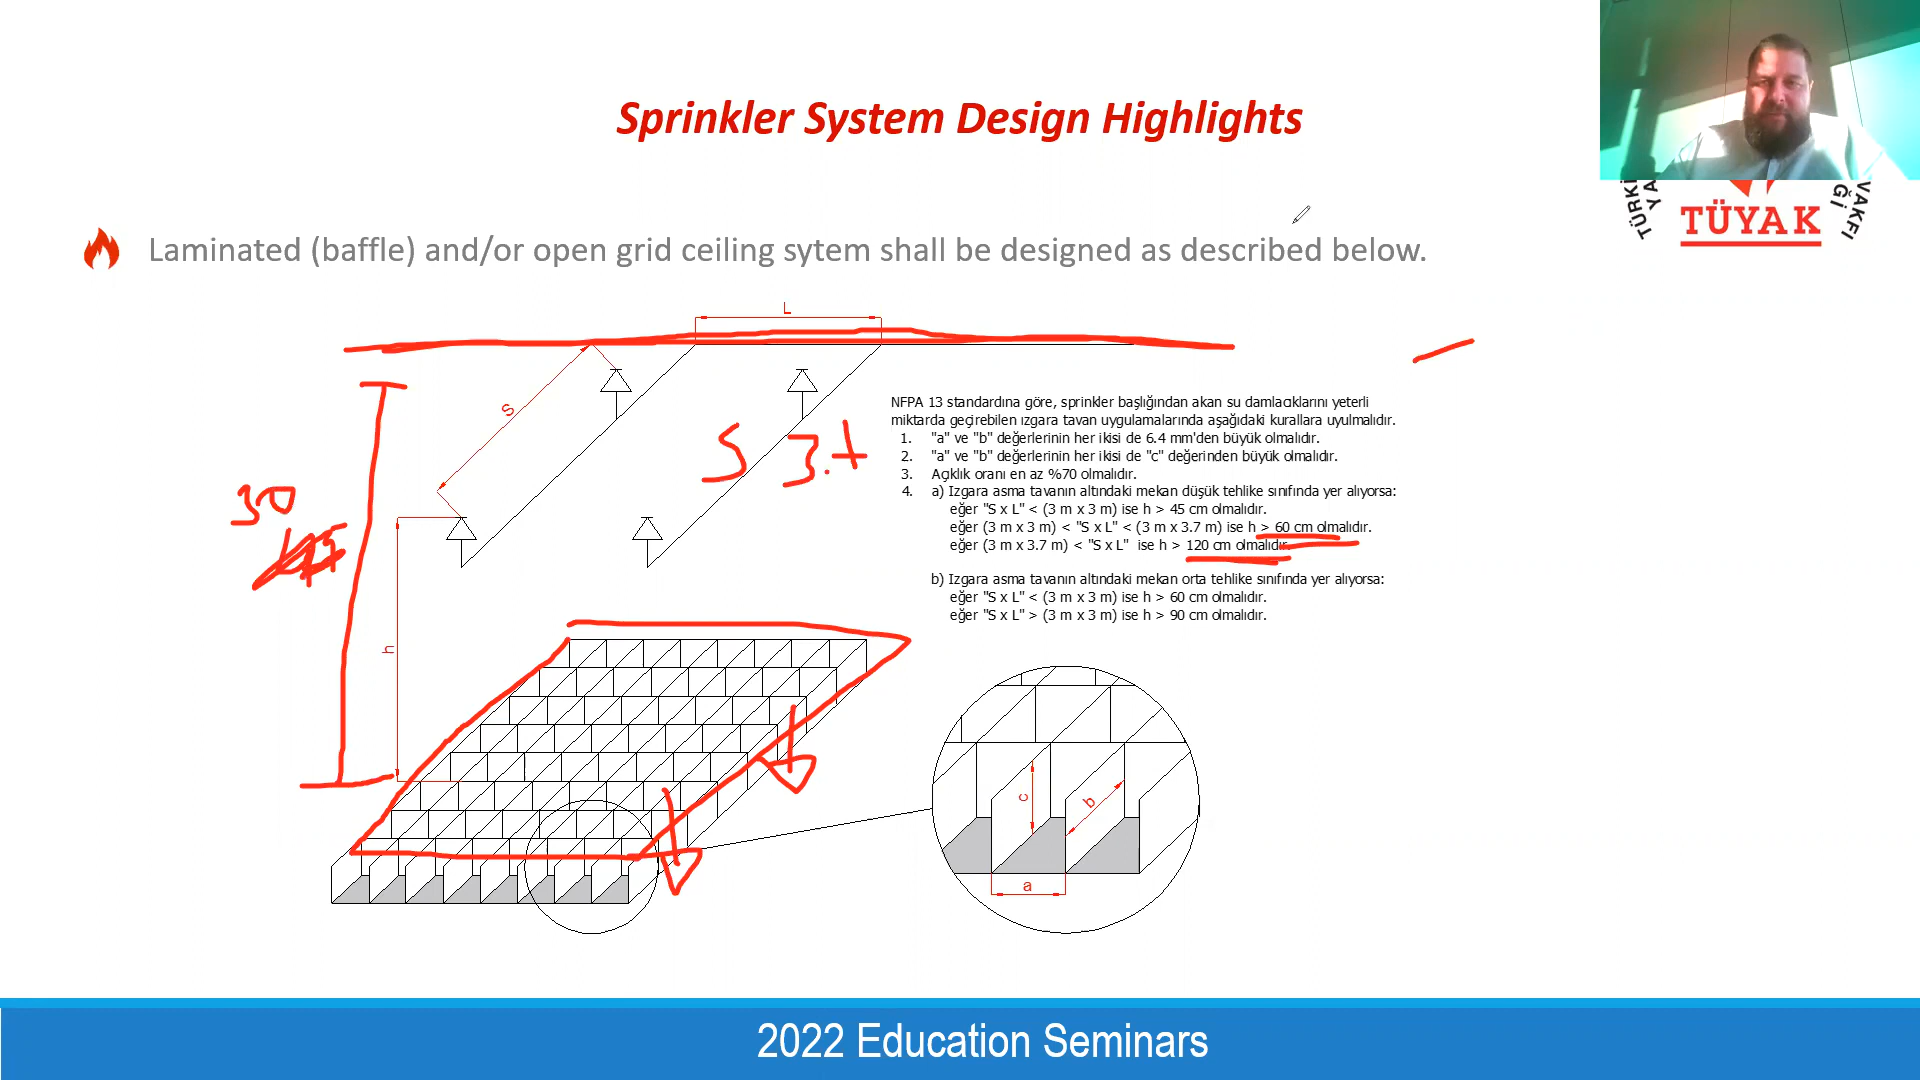 Sprinkler System Design Highlights
TÜRKİ
YA
VAKFI
Ğİ
TÜYAK
Laminated (baffle) and/or open grid ceiling sytem shall be designed as described below.
L
S
NFPA 13 standardına göre, sprinkler başlığından akan su damlacıklarını yeterli
miktarda geçirebilen ızgara tavan uygulamalarında aşağıdaki kurallara uyulmalıdır.
1. "a" ve "b" değerlerinin her ikisi de 6.4 mm'den büyük olmalıdır.
2. "a" ve "b" değerlerinin her ikisi de "c" değerinden büyük olmalıdır.
3. Açıklık oranı en az %70 olmalıdır.
4. a) Izgara asma tavanın altındaki mekan düşük tehlike sınıfında yer alıyorsa:
eğer "S x L" < (3 m x 3 m) ise h > 45 cm olmalıdır.
eğer (3 m x 3 m) < "S x L" < (3 m x 3.7 m) ise h > 60 cm olmalıdır.
eğer (3 m x 3.7 m) < "S x L" ise h > 120 cm olmalıdır.
b) Izgara asma tavanın altındaki mekan orta tehlike sınıfında yer alıyorsa:
eğer "S x L" < (3 m x 3 m) ise h > 60 cm olmalıdır.
eğer "S x L" > (3 m x 3 m) ise h > 90 cm olmalıdır.
30
h
c
b
a
2022 Education Seminars